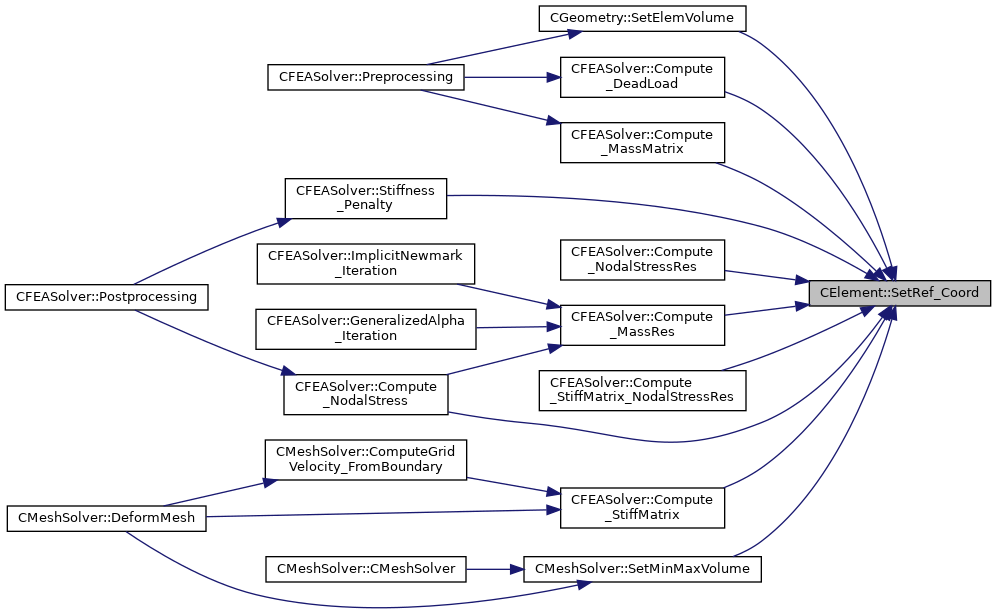 CGeometry::SetElemVolume
CFEASolver::Preprocessing
CFEASolver::Compute
_DeadLoad
CFEASolver::Compute
_MassMatrix
CFEASolver::Stiffness
_Penalty
CFEASolver::ImplicitNewmark
_Iteration
CFEASolver::Compute
_NodalStressRes
CElement::SetRef_Coord
CFEASolver::Postprocessing
CFEASolver::GeneralizedAlpha
_Iteration
CFEASolver::Compute
_MassRes
CFEASolver::Compute
_NodalStress
CFEASolver::Compute
_StiffMatrix_NodalStressRes
CMeshSolver::ComputeGrid
Velocity_FromBoundary
CMeshSolver::DeformMesh
CFEASolver::Compute
_StiffMatrix
CMeshSolver::CMeshSolver
CMeshSolver::SetMinMaxVolume